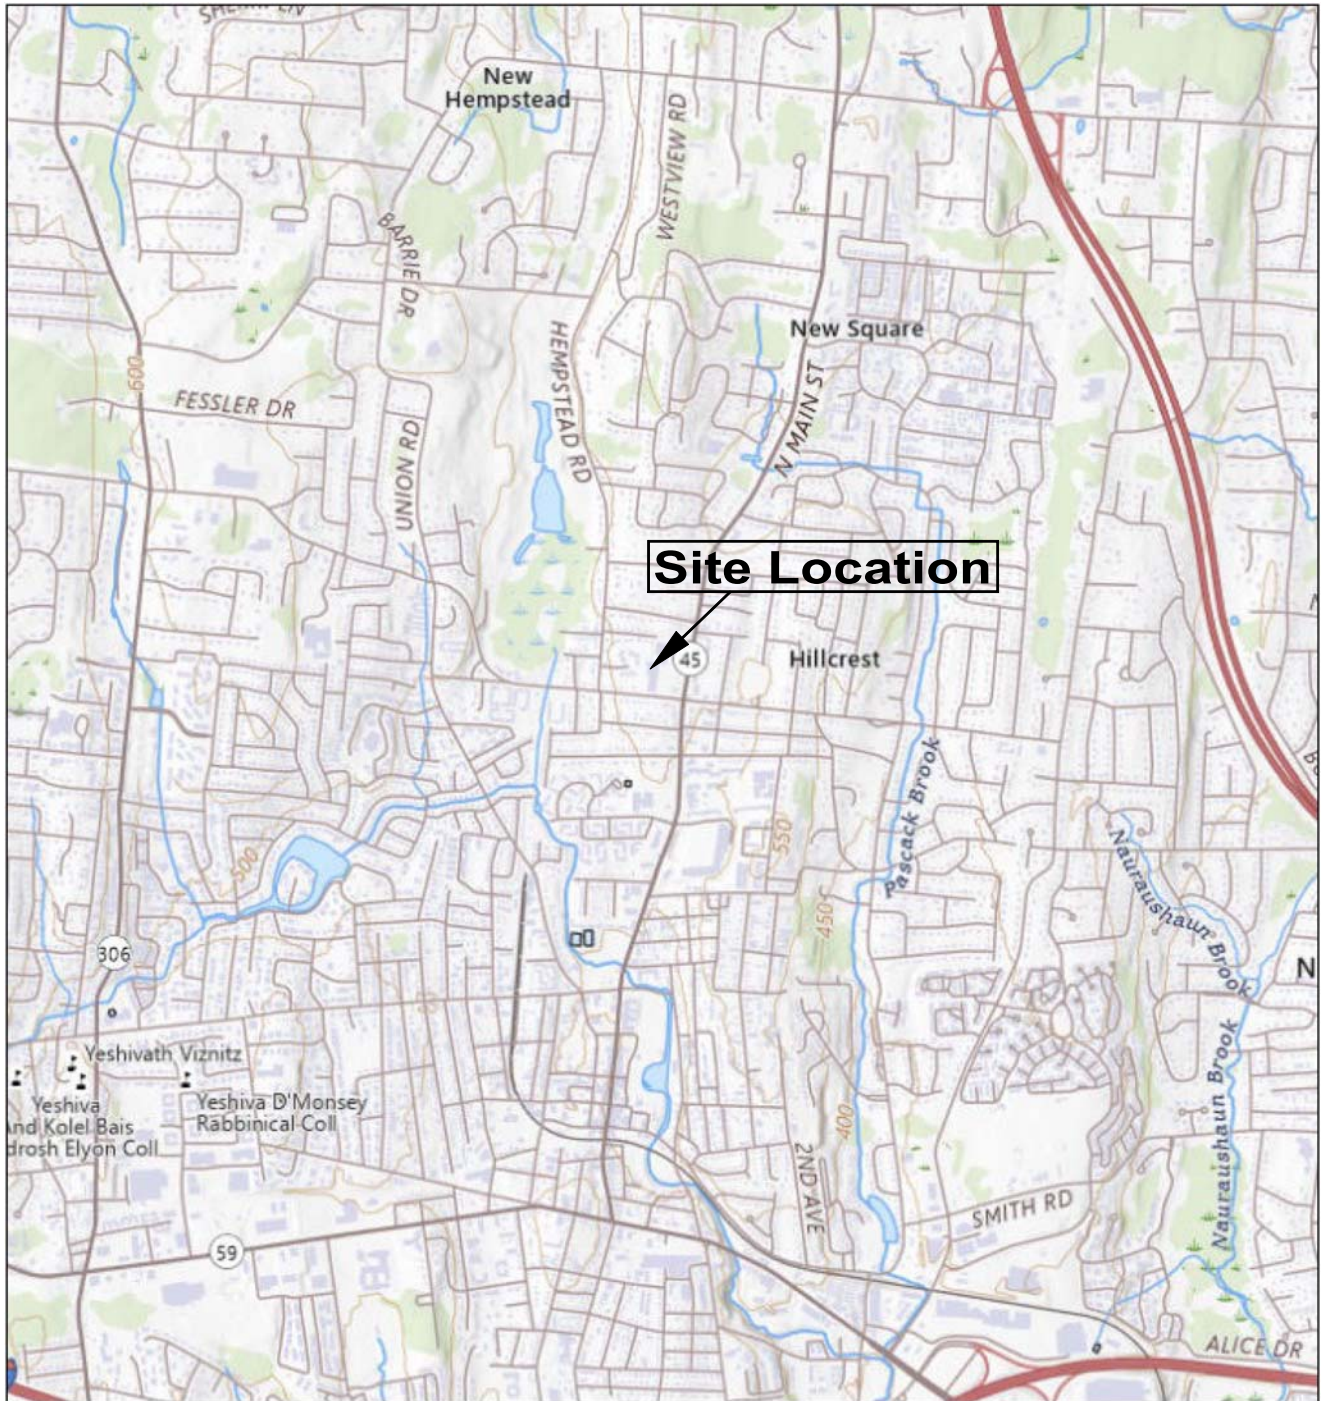 New
Hempstead
WESTVIEW RD
BARRIE DR
New Square
HEMPSTEAD RD
600
FESSLER DR
N MAIN ST
UNION RD
Site Location
45
Hillcrest
Pascack Brook
550
500
Nauraushaun Brook
450
306
N
Yeshivath Viznitz
Yeshiva
And Kolel Bais
drosh Elyon Coll
Yeshiva D'Monsey
Rabbinical Coll
400
Nauraushaun Brook
2ND AVE
SMITH RD
59
ALICE DR